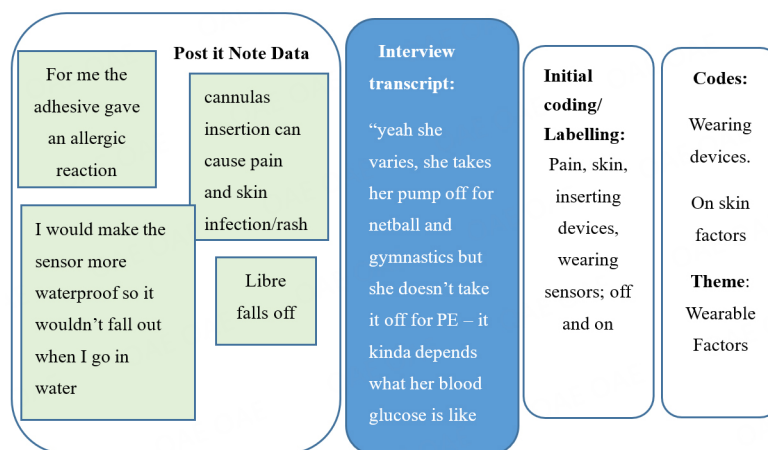 Post it Note Data
For me the
adhesive gave
an allergic
reaction
cannulas
insertion can
cause pain
and skin
infection/rash
I would make the
sensor more
waterproof so it
wouldn’t fall out
when I go in
water
Libre
falls off
Interview
transcript:
“yeah she
varies, she takes
her pump off for
netball and
gymnastics but
she doesn’t take
it off for PE – it
kinda depends
what her blood
glucose is like
Initial
coding/
Labelling:
Pain, skin,
inserting
devices,
wearing
sensors; off
and on
Codes:
Wearing
devices.
On skin
factors
Theme:
Wearable
Factors